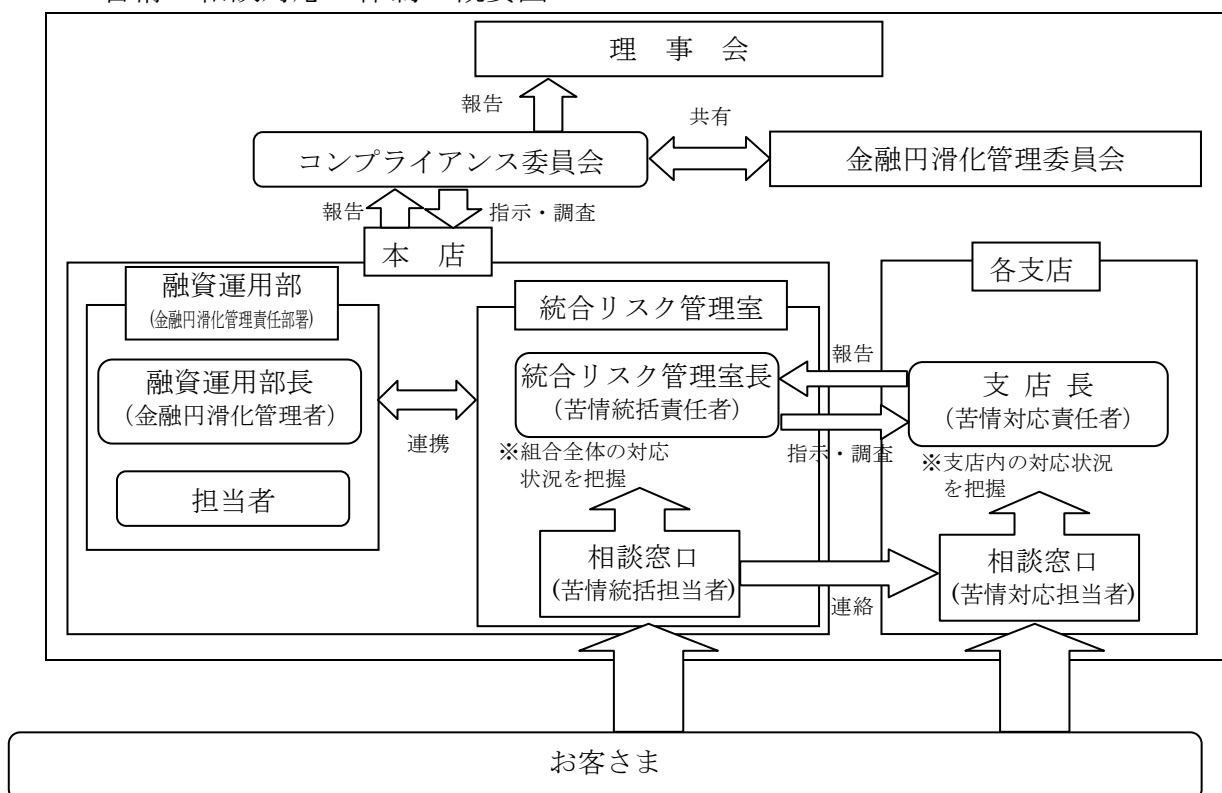 理 事 会
報告
共有
コンプライアンス委員会
金融円滑化管理委員会
報告
指示・調査
本 店
各支店
融資運用部
(金融円滑化管理責任部署)
統合リスク管理室
融資運用部長
(金融円滑化管理者)
連携
統合リスク管理室長
(苦情統括責任者)
※組合全体の対応
状況を把握
報告
指示・調査
支 店 長
(苦情対応責任者)
※支店内の対応状況
を把握
担当者
相談窓口
(苦情統括担当者)
連絡
相談窓口
(苦情対応担当者)
お客さま